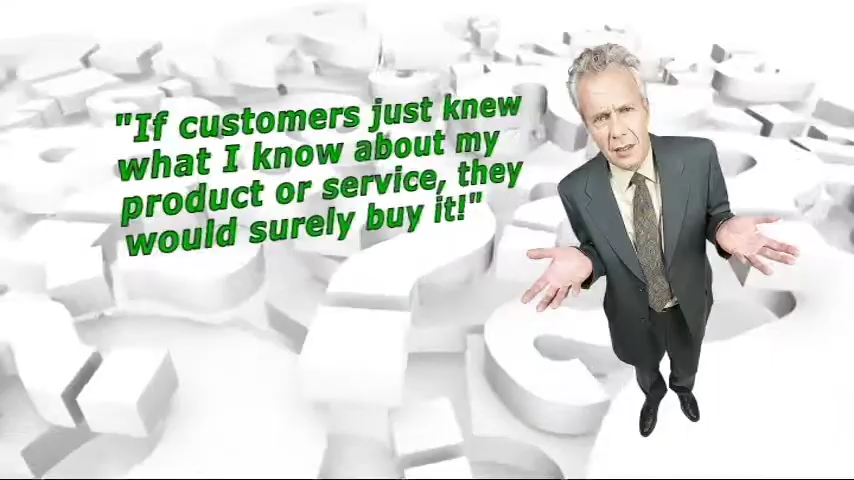 "If customers just knew
what I know about my
product or service, they
would surely buy it!"